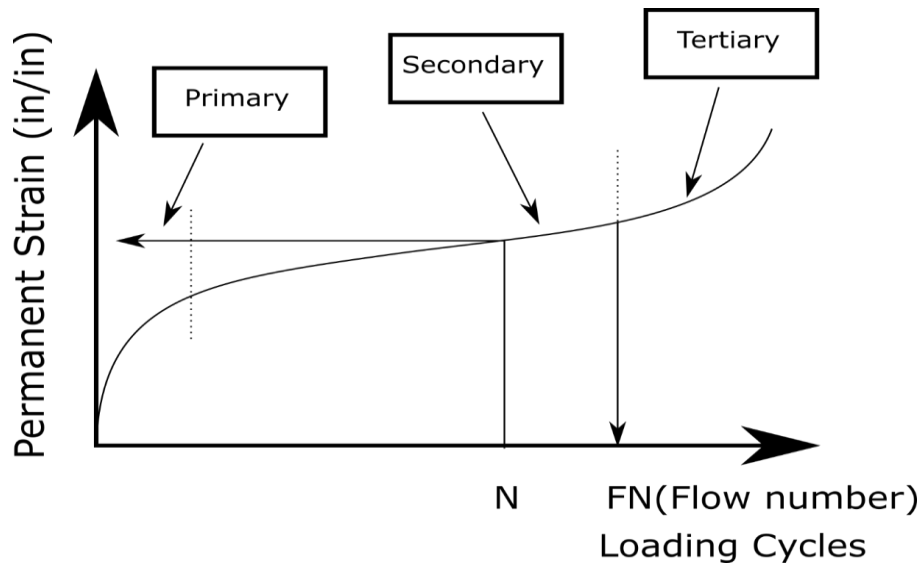 Permanent Strain (in/in)
Primary
Secondary
Tertiary
N
FN(Flow number)
Loading Cycles